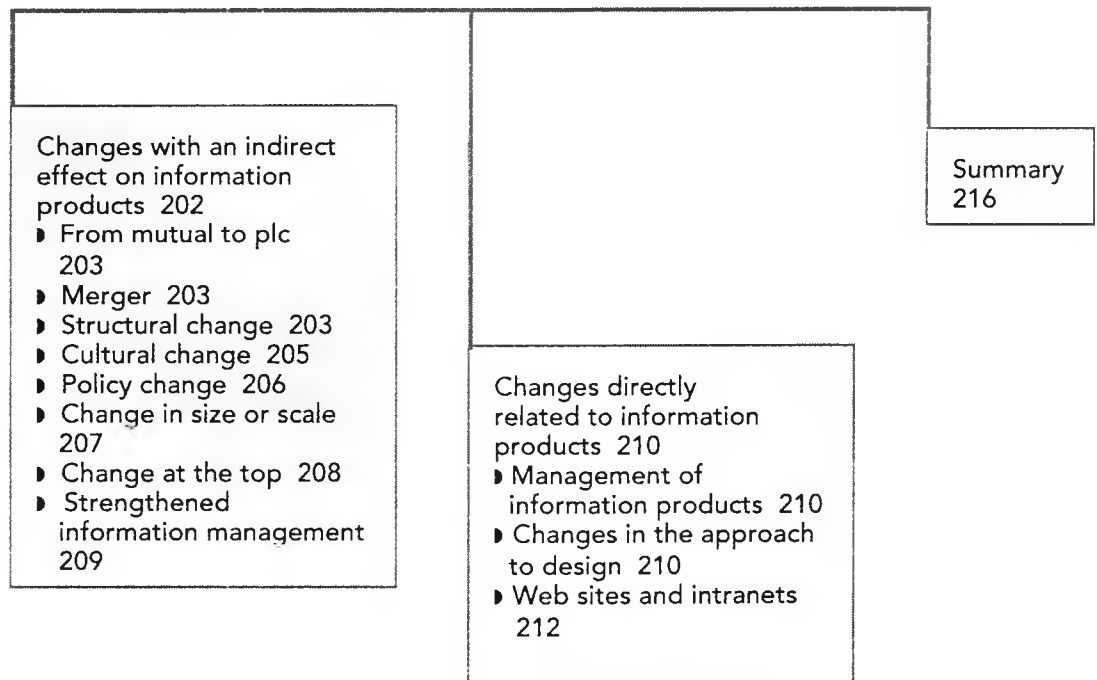 Changes with an indirect
effect on information
products 202
◗ From mutual to plc
203
◗ Merger 203
◗ Structural change 203
◗ Cultural change 205
◗ Policy change 206
◗ Change in size or scale
207
◗ Change at the top 208
◗ Strengthened
information management
209
Changes directly
related to information
products 210
◗ Management of
information products 210
◗ Changes in the approach
to design 210
◗ Web sites and intranets
212
Summary
216